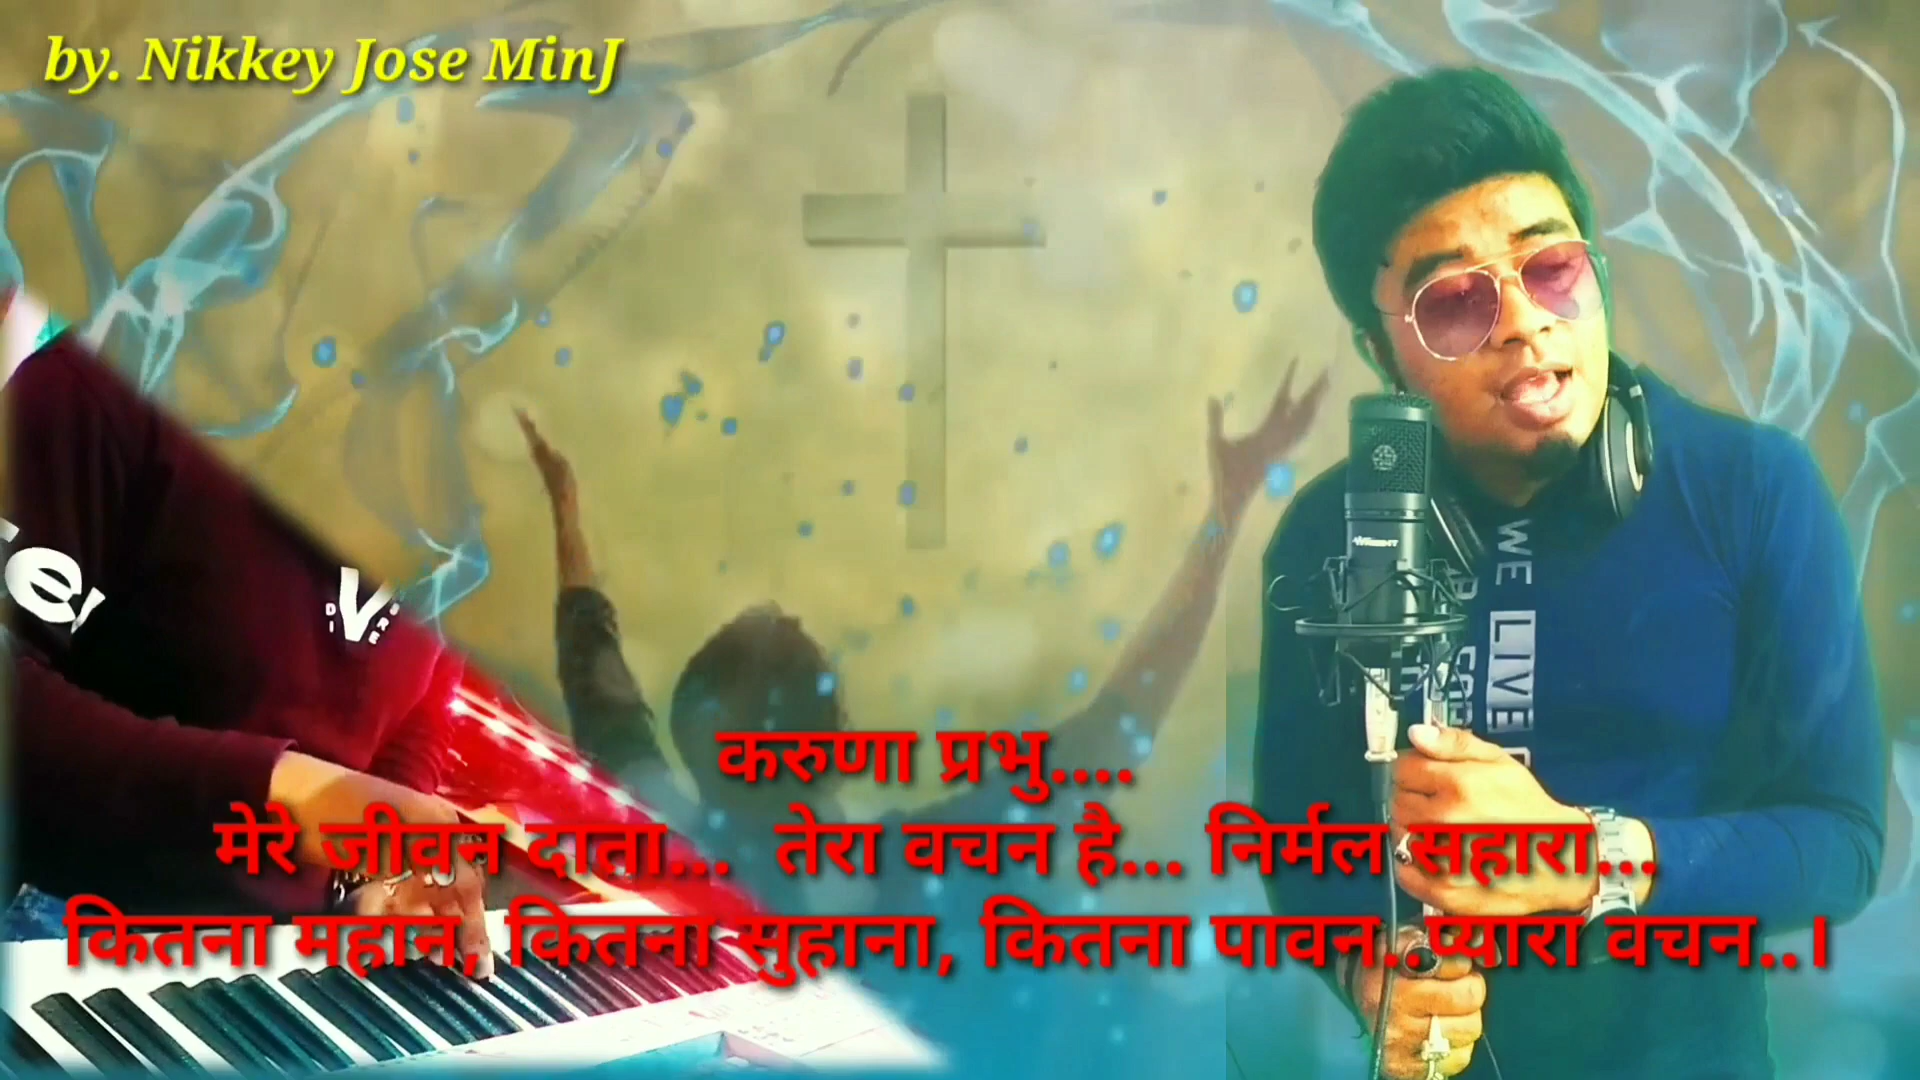 by. Nikkey Jose MinJ
WE LIVE
करुणा प्रभु....
मेरे जीवन दाता... तेरा वचन है... निर्मल सहारा...
कितना महान, कितना सुहाना, कितना पावन..प्यारा वचन..।